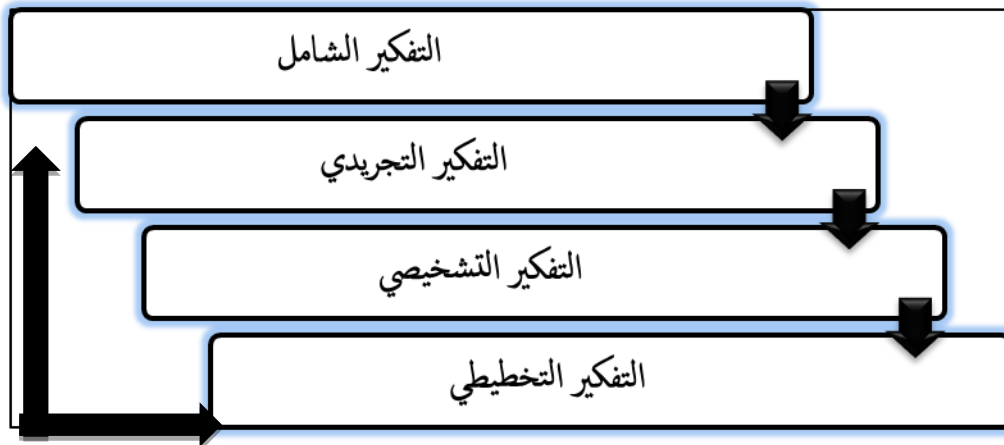 التفكير الشامل
التفكير التجريدي
التفكير التشخيصي
التفكير التخطيطي